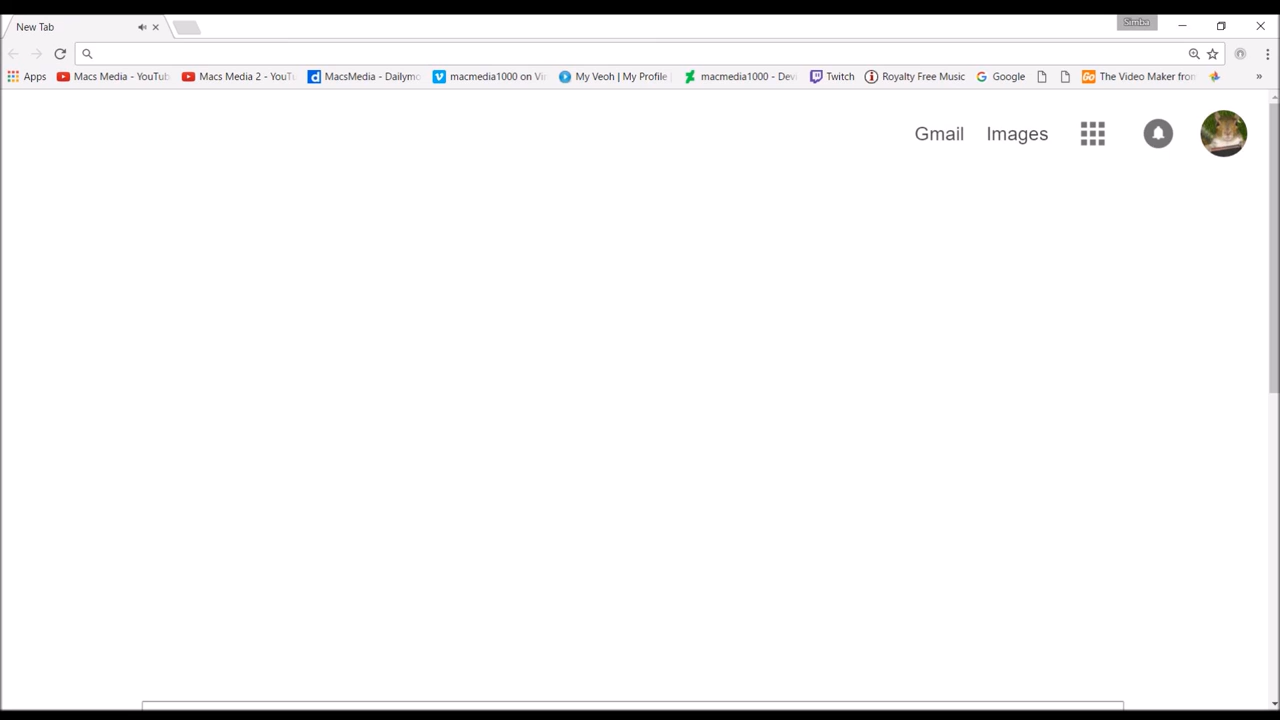 New Tab
Simba
Apps Macs Media - YouTub Macs Media 2 - YouTu MacsMedia - Dailymo macmedia1000 on Vim My Veoh | My Profile macmedia1000 - Devi Twitch Royalty Free Music Google The Video Maker from
Gmail Images